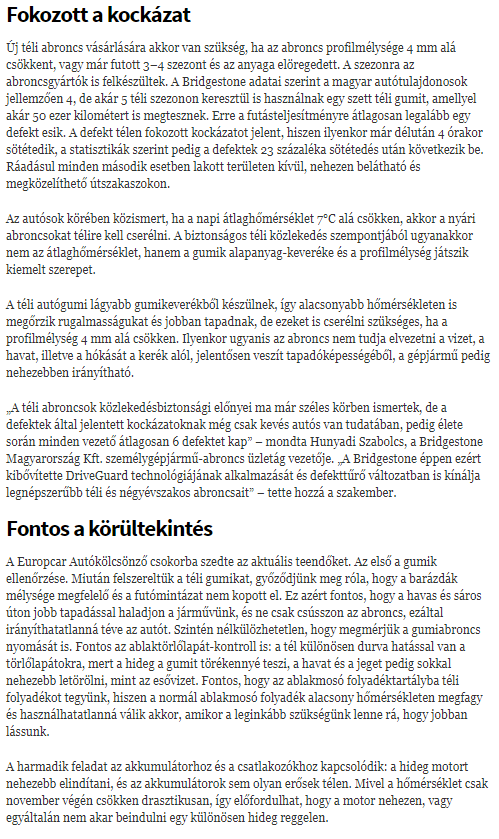 Fokozott a kockázat
Új téli abroncs vásárlására akkor van szükség, ha az abroncs profilmélysége 4 mm alá
csökkent, vagy már futott 3–4 szezont és az anyaga elöregedett. A szezonra az
abroncsgyártók is felkészültek. A Bridgestone adatai szerint a magyar autótulajdonosok
jellemzően 4, de akár 5 téli szezonon keresztül is használnak egy szett téli gumit, amellyel
akár 50 ezer kilométert is megtesznek. Erre a futásteljesítményre átlagosan legalább egy
defekt esik. A defekt télen fokozott kockázatot jelent, hiszen ilyenkor már délután 4 órakor
sötétedik, a statisztikák szerint pedig a defektek 23 százaléka sötétedés után következik be.
Ráadásul minden második esetben lakott területen kívül, nehezen belátható és
megközelíthető útszakaszokon.
Az autósok körében közismert, ha a napi átlaghőmérséklet 7°C alá csökken, akkor a nyári
abroncsokat télire kell cserélni. A biztonságos téli közlekedés szempontjából ugyanakkor
nem az átlaghőmérséklet, hanem a gumik alapanyag-keveréke és a profilmélység játszik
kiemelt szerepet.
A téli autógumi lágyabb gumikeverékből készülnek, így alacsonyabb hőmérsékleten is
megőrzik rugalmasságukat és jobban tapadnak, de ezeket is cserélni szükséges, ha a
profilmélység 4 mm alá csökken. Ilyenkor ugyanis az abroncs nem tudja elvezetni a vizet, a
havat, illetve a hókását a kerék alól, jelentősen veszít tapadóképességéből, a gépjármű pedig
nehezebben irányítható.
„A téli abroncsok közlekedésbiztonsági előnyei ma már széles körben ismertek, de a
defektek által jelentett kockázatoknak még csak kevés autós van tudatában, pedig élete
során minden vezető átlagosan 6 defektet kap” – mondta Hunyadi Szabolcs, a Bridgestone
Magyarország Kft. személygépjármű-abroncs üzletág vezetője. „A Bridgestone éppen ezért
kibővítette DriveGuard technológiájának alkalmazását és defekttűrő változatban is kínálja
legnépszerűbb téli és négyévszakos abroncsait” – tette hozzá a szakember.
Fontos a körültekintés
A Europcar Autókölcsönző csokorba szedte az aktuális teendőket. Az első a gumik
ellenőrzése. Miután felszereltük a téli gumikat, győződjünk meg róla, hogy a barázdák
mélysége megfelelő és a futómintázat nem kopott el. Ez azért fontos, hogy a havas és sáros
úton jobb tapadással haladjon a járművünk, és ne csak csússzon az abroncs, ezáltal
irányíthatatlanná téve az autót. Szintén nélkülözhetetlen, hogy megmérjük a gumiabroncs
nyomását is. Fontos az ablaktörlőlapát-kontroll is: a tél különösen durva hatással van a
törlőlapátokra, mert a hideg a gumit törékennyé teszi, a havat és a jeget pedig sokkal
nehezebb letörölni, mint az esővizet. Fontos, hogy az ablakmosó folyadéktartályba téli
folyadékot tegyünk, hiszen a normál ablakmosó folyadék alacsony hőmérsékleten megfagy
és használhatatlanná válik akkor, amikor a leginkább szükségünk lenne rá, hogy jobban
lássunk.
A harmadik feladat az akkumulátorhoz és a csatlakozókhoz kapcsolódik: a hideg motort
nehezebb elindítani, és az akkumulátorok sem olyan erősek télen. Mivel a hőmérséklet csak
november végén csökken drasztikusan, így előfordulhat, hogy a motor nehezen, vagy
egyáltalán nem akar beindulni egy különösen hideg reggelen.